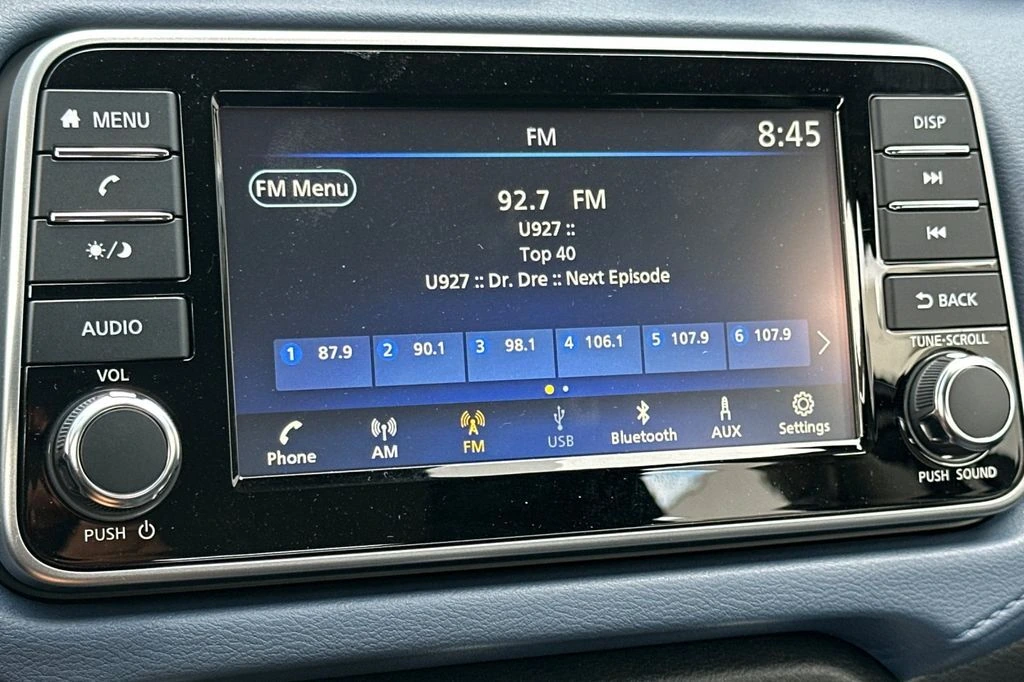 MENU
AUDIO
VOL
PUSH
FM
8:45
FM Menu
92.7 FM
U927 ::
Top 40
U927 :: Dr. Dre :: Next Episode
1 87.9 2 90.1 3 98.1 4 106.1 5 107.9 6 107.9
Phone AM FM USB Bluetooth AUX Settings
DISP
BACK
TUNE·SCROLL
PUSH SOUND